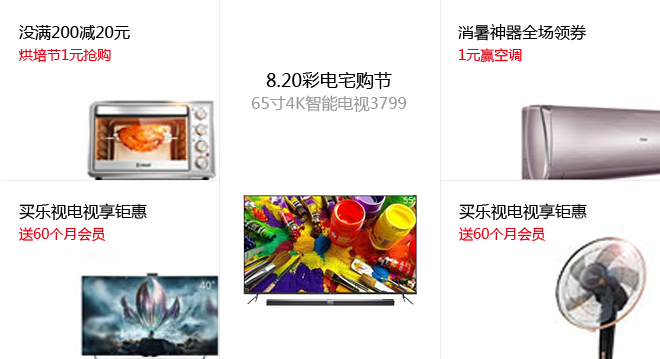 没满200减20元
烘培节1元抢购
8.20彩电宅购节
65寸4K智能电视3799
消暑神器全场领券
1元赢空调
买乐视电视享钜惠
送60个月会员
40"
55"
买乐视电视享钜惠
送60个月会员